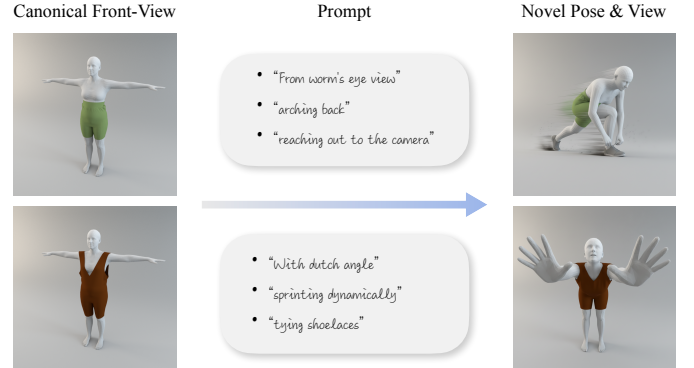 Canonical Front-View
Prompt
Novel Pose & View
• “From worm's eye view”
• “arching back”
• “reaching out to the camera”
• “With dutch angle”
• “sprinting dynamically”
• “tying shoelaces”